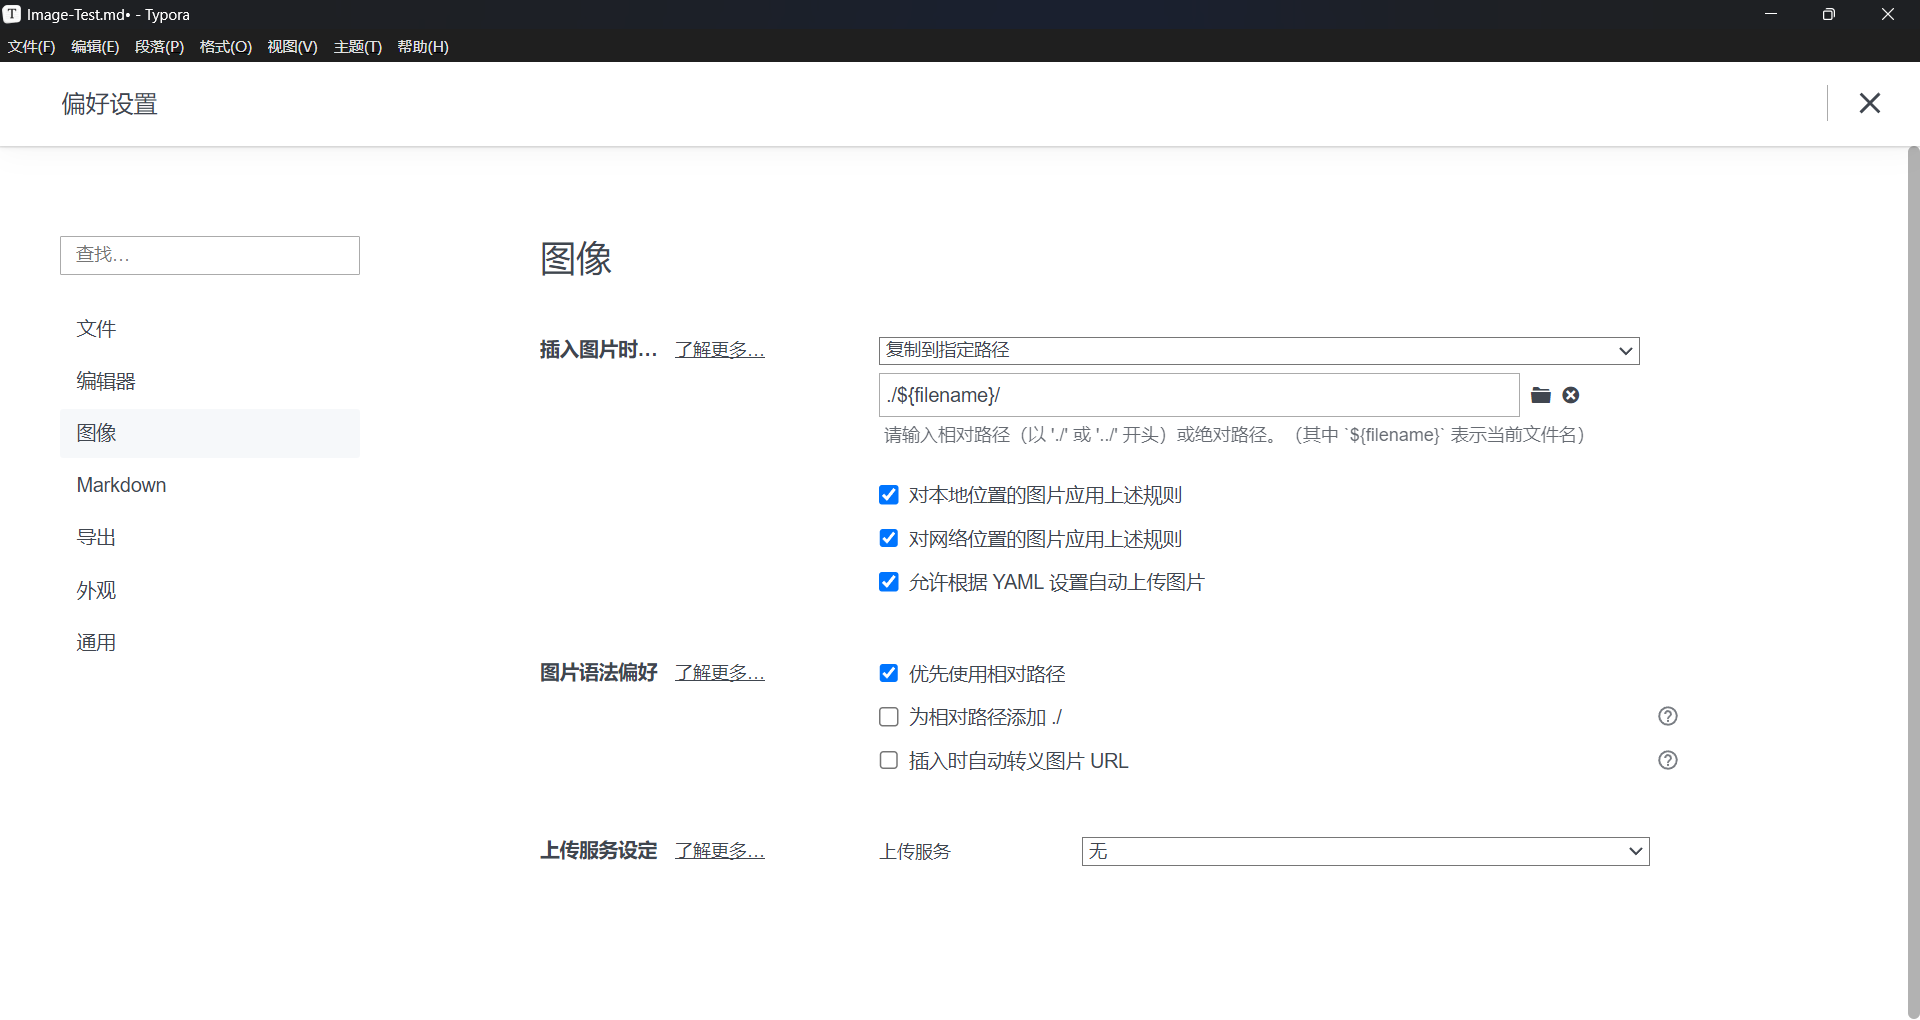 Image-Test.md• - Typora
文件(F) 编辑(E) 段落(P) 格式(O) 视图(V) 主题(T) 帮助(H)
偏好设置
查找...
文件
编辑器
图像
Markdown
导出
外观
通用
图像
插入图片时... 了解更多... 复制到指定路径
./${filename}/
请输入相对路径（以 './' 或 '../' 开头）或绝对路径。（其中 `${filename}` 表示当前文件名）
对本地位置的图片应用上述规则
对网络位置的图片应用上述规则
允许根据 YAML 设置自动上传图片
图片语法偏好 了解更多... 优先使用相对路径
为相对路径添加 ./
插入时自动转义图片 URL
上传服务设定 了解更多... 上传服务 无